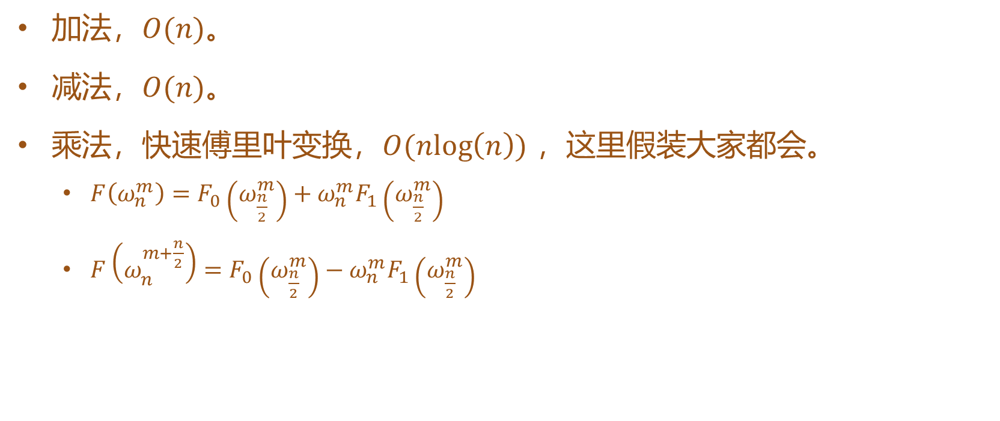 • 加法，$O(n)$。
• 减法，$O(n)$。
• 乘法，快速傅里叶变换，$O(n\log(n))$ ，这里假装大家都会。
• $F(\omega_n^m) = F_0\left(\omega_{\frac{n}{2}}^m\right) + \omega_n^m F_1\left(\omega_{\frac{n}{2}}^m\right)$
• $F\left(\omega_n^{m+\frac{n}{2}}\right) = F_0\left(\omega_{\frac{n}{2}}^m\right) - \omega_n^m F_1\left(\omega_{\frac{n}{2}}^m\right)$